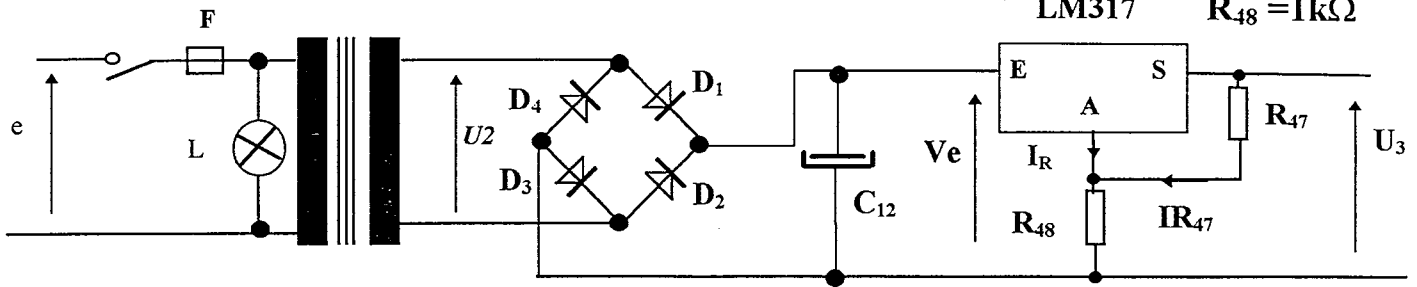 LM317 R48 =1kΩ
F
E S
D4 D1
A R47
e L U2 Ve IR U3
D3 D2
C12 R48 IR47